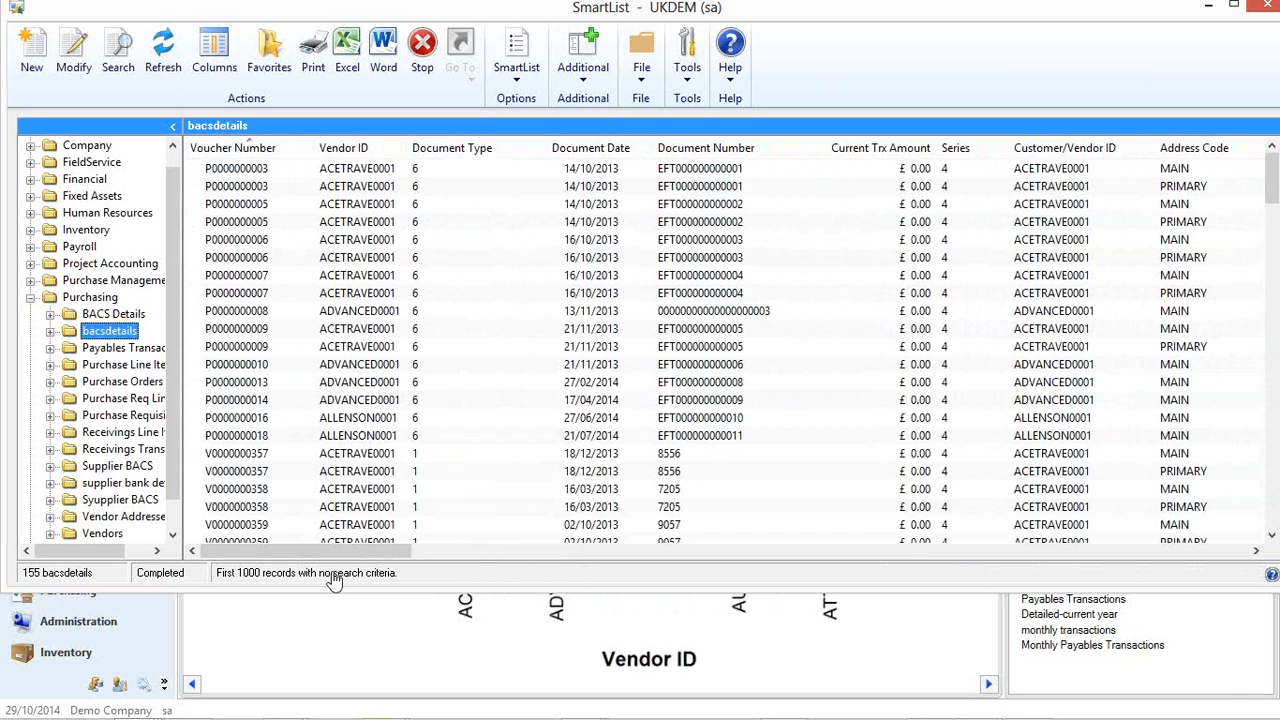 SmartList - UKDEM (sa)
New Modify Search Refresh Columns Favorites Print Excel Word Stop Go To SmartList Additional File Tools Help
Actions Options Additional File Tools Help
bacsdetails
Voucher Number Vendor ID Document Type Document Date Document Number Current Trx Amount Series Customer/Vendor ID Address Code
P0000000003 ACETRAVE0001 6 14/10/2013 EFT000000000001 £ 0.00 4 ACETRAVE0001 MAIN
P0000000003 ACETRAVE0001 6 14/10/2013 EFT000000000001 £ 0.00 4 ACETRAVE0001 PRIMARY
P0000000005 ACETRAVE0001 6 14/10/2013 EFT000000000002 £ 0.00 4 ACETRAVE0001 MAIN
P0000000005 ACETRAVE0001 6 14/10/2013 EFT000000000002 £ 0.00 4 ACETRAVE0001 PRIMARY
P0000000006 ACETRAVE0001 6 16/10/2013 EFT000000000003 £ 0.00 4 ACETRAVE0001 MAIN
P0000000006 ACETRAVE0001 6 16/10/2013 EFT000000000003 £ 0.00 4 ACETRAVE0001 PRIMARY
P0000000007 ACETRAVE0001 6 16/10/2013 EFT000000000004 £ 0.00 4 ACETRAVE0001 MAIN
P0000000007 ACETRAVE0001 6 16/10/2013 EFT000000000004 £ 0.00 4 ACETRAVE0001 PRIMARY
P0000000008 ADVANCED0001 6 13/11/2013 00000000000000000003 £ 0.00 4 ADVANCED0001 MAIN
P0000000009 ACETRAVE0001 6 21/11/2013 EFT000000000005 £ 0.00 4 ACETRAVE0001 MAIN
P0000000009 ACETRAVE0001 6 21/11/2013 EFT000000000005 £ 0.00 4 ACETRAVE0001 PRIMARY
P0000000010 ADVANCED0001 6 21/11/2013 EFT000000000006 £ 0.00 4 ADVANCED0001 MAIN
P0000000013 ADVANCED0001 6 27/02/2014 EFT000000000008 £ 0.00 4 ADVANCED0001 MAIN
P0000000014 ADVANCED0001 6 17/04/2014 EFT000000000009 £ 0.00 4 ADVANCED0001 MAIN
P0000000016 ALLENSON0001 6 27/06/2014 EFT000000000010 £ 0.00 4 ALLENSON0001 MAIN
P0000000018 ALLENSON0001 6 21/07/2014 EFT000000000011 £ 0.00 4 ALLENSON0001 MAIN
V0000000357 ACETRAVE0001 1 18/12/2013 8556 £ 0.00 4 ACETRAVE0001 MAIN
V0000000357 ACETRAVE0001 1 18/12/2013 8556 £ 0.00 4 ACETRAVE0001 PRIMARY
V0000000358 ACETRAVE0001 1 16/03/2013 7205 £ 0.00 4 ACETRAVE0001 MAIN
V0000000358 ACETRAVE0001 1 16/03/2013 7205 £ 0.00 4 ACETRAVE0001 PRIMARY
V0000000359 ACETRAVE0001 1 02/10/2013 9057 £ 0.00 4 ACETRAVE0001 MAIN
V0000000359 ACETRAVE0001 1 02/10/2013 9057 £ 0.00 4 ACETRAVE0001 PRIMARY
Company
FieldService
Financial
Fixed Assets
Human Resources
Inventory
Payroll
Project Accounting
Purchase Manageme
Purchasing
BACS Details
bacsdetails
Payables Transac
Purchase Line Ite
Purchase Orders
Purchase Req Lin
Purchase Requisi
Receivings Line I
Receivings Trans
Supplier BACS
supplier bank de
Syupplier BACS
Vendor Addresse
Vendors
155 bacsdetails Completed First 1000 records with no search criteria.
Purchasing
Administration
Inventory
AC AD AU ATT
Vendor ID
Payables Transactions
Detailed-current year
monthly transactions
Monthly Payables Transactions
29/10/2014 Demo Company sa